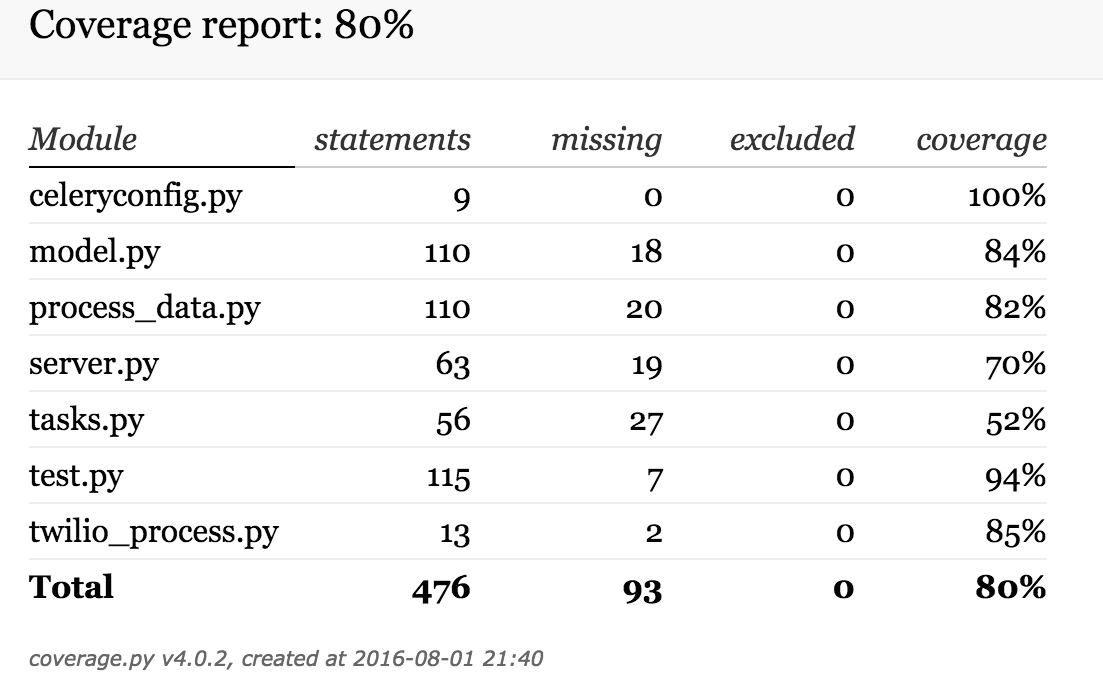 Coverage report: 80%
Module statements missing excluded coverage
celeryconfig.py 9 0 0 100%
model.py 110 18 0 84%
process_data.py 110 20 0 82%
server.py 63 19 0 70%
tasks.py 56 27 0 52%
test.py 115 7 0 94%
twilio_process.py 13 2 0 85%
Total 476 93 0 80%
coverage.py v4.0.2, created at 2016-08-01 21:40